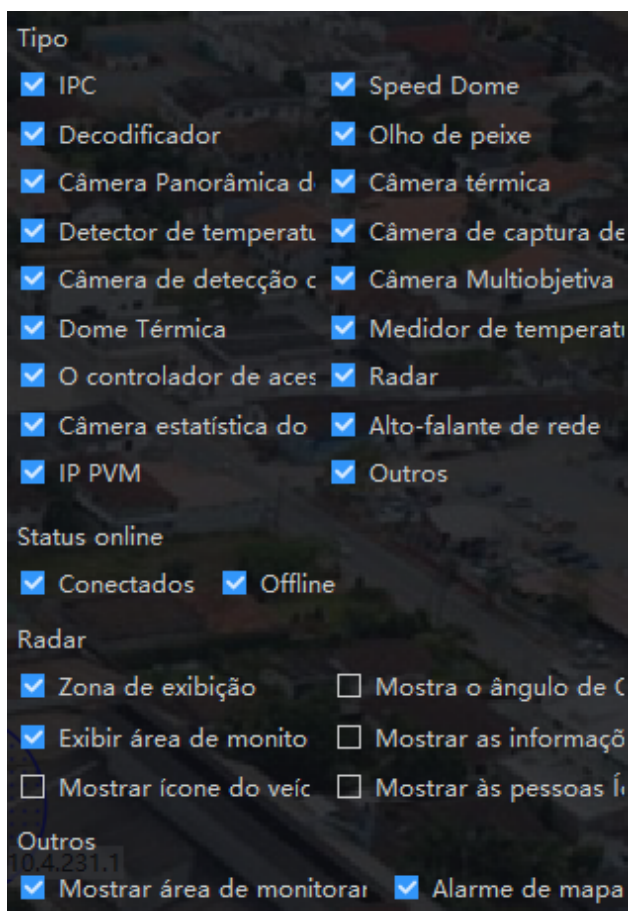 Tipo
IPC Speed Dome
Decodificador Olho de peixe
Câmera Panorâmica d Câmera térmica
Detector de temperatu Câmera de captura de
Câmera de detecção c Câmera Multiobjetiva
Dome Térmica Medidor de temperatu
O controlador de aces Radar
Câmera estatística do Alto-falante de rede
IP PVM Outros
Status online
Conectados Offline
Radar
Zona de exibição Mostra o ângulo de C
Exibir área de monito Mostrar as informaçõ
Mostrar ícone do veíc Mostrar às pessoas Í
Outros
10.4.231.1
Mostrar área de monitorar Alarme de mapa